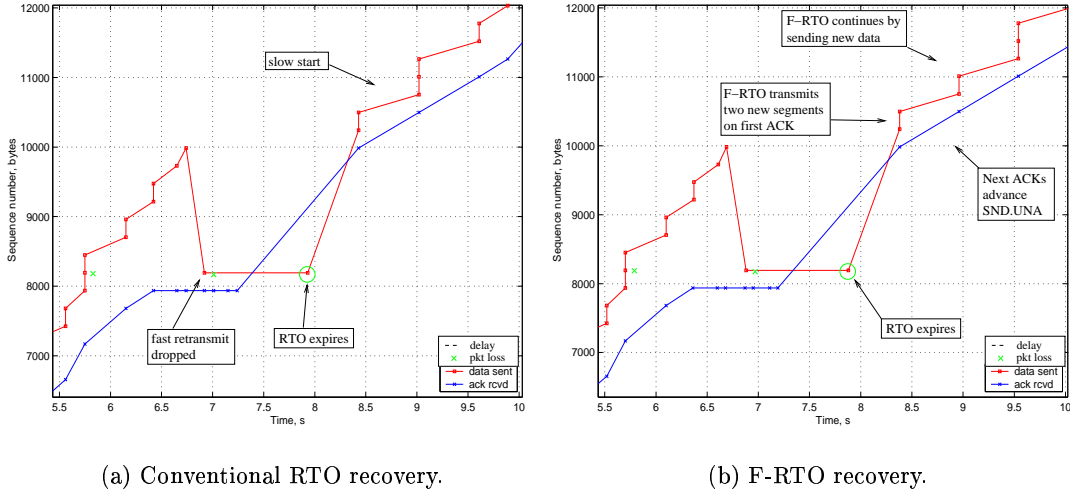 12000
11000
10000
9000
8000
7000
Sequence number, bytes
slow start
fast retransmit
dropped
RTO expires
delay
pkt loss
data sent
ack rcvd
5.5 6 6.5 7 7.5 8 8.5 9 9.5 10
Time, s
(a) Conventional RTO recovery.
12000
11000
10000
9000
8000
7000
Sequence number, bytes
F−RTO continues by
sending new data
F−RTO transmits
two new segments
on first ACK
Next ACKs
advance
SND.UNA
RTO expires
delay
pkt loss
data sent
ack rcvd
5.5 6 6.5 7 7.5 8 8.5 9 9.5 10
Time, s
(b) F-RTO recovery.